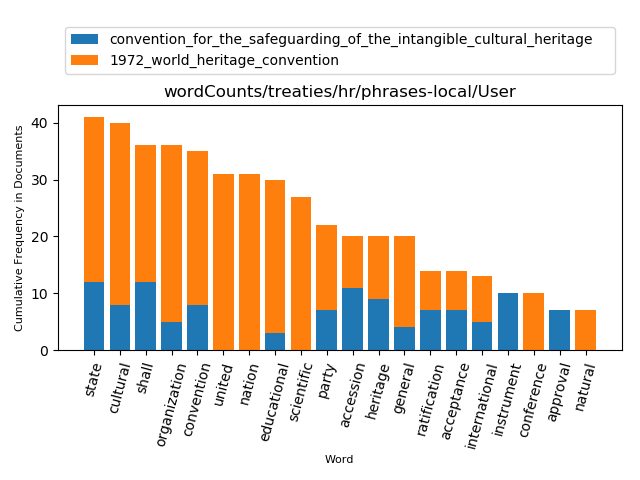 convention_for_the_safeguarding_of_the_intangible_cultural_heritage
1972_world_heritage_convention
wordCounts/treaties/hr/phrases-local/User
Cumulative Frequency in Documents
40
30
20
10
0
state
cultural
shall
organization
convention
united
nation
educational
scientific
party
accession
heritage
general
ratification
acceptance
international
instrument
conference
approval
natural
Word